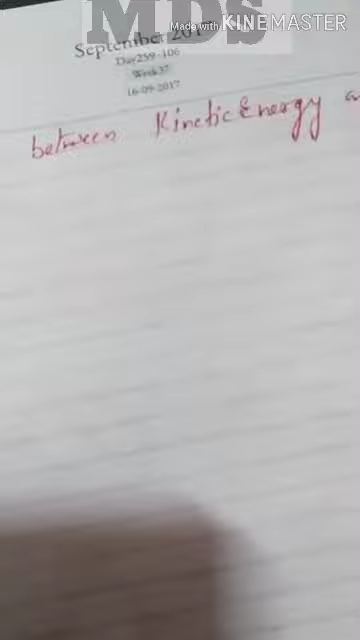 MDS
Made with KINEMASTER
September 2017
Day259-106
Week37
16-09-2017
between Kinetic Energy a